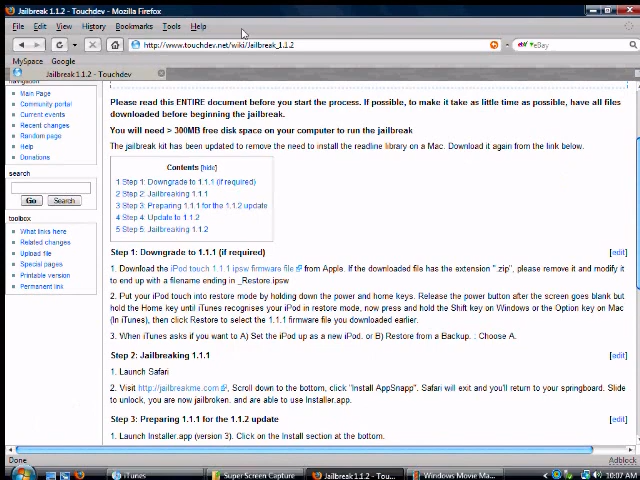 Jailbreak 1.1.2 - Touchdev - Mozilla Firefox
File Edit View History Bookmarks Tools Help
http://www.touchdev.net/wiki/Jailbreak_1.1.2
eBay
MySpace Google
Jailbreak 1.1.2 - Touchdev
navigation
Main Page
Community portal
Current events
Recent changes
Random page
Help
Donations
search
Go Search
toolbox
What links here
Related changes
Upload file
Special pages
Printable version
Permanent link
Please read this ENTIRE document before you start the process. If possible, to make it take as little time as possible, have all files
downloaded before beginning the jailbreak.
You will need > 300MB free disk space on your computer to run the jailbreak
The jailbreak kit has been updated to remove the need to install the readline library on a Mac. Download it again from the link below.
Contents [hide]
1 Step 1: Downgrade to 1.1.1 (if required)
2 Step 2: Jailbreaking 1.1.1
3 Step 3: Preparing 1.1.1 for the 1.1.2 update
4 Step 4: Update to 1.1.2
5 Step 5: Jailbreaking 1.1.2
Step 1: Downgrade to 1.1.1 (if required) [edit]
1. Download the iPod touch 1.1.1 ipsw firmware file from Apple. If the downloaded file has the extension ".zip", please remove it and modify it
to end up with a filename ending in _Restore.ipsw
2. Put your iPod touch into restore mode by holding down the power and home keys. Release the power button after the screen goes blank but
hold the Home key until iTunes recognises your iPod in restore mode, now press and hold the Shift key on Windows or the Option key on Mac
(In iTunes), then click Restore to select the 1.1.1 firmware file you downloaded earlier.
3. When iTunes asks if you want to A) Set the iPod up as a new iPod. or B) Restore from a Backup. : Choose A.
Step 2: Jailbreaking 1.1.1 [edit]
1. Launch Safari
2. Visit http://jailbreakme.com, Scroll down to the bottom, click "Install AppSnapp". Safari will exit and you'll return to your springboard. Slide
to unlock, you are now jailbroken. and are able to use Installer.app.
Step 3: Preparing 1.1.1 for the 1.1.2 update [edit]
1. Launch Installer.app (version 3). Click on the Install section at the bottom.
Done Adblock
iTunes Super Screen Capture Jailbreak 1.1.2 - Tou... Windows Movie Ma... 10:07 AM